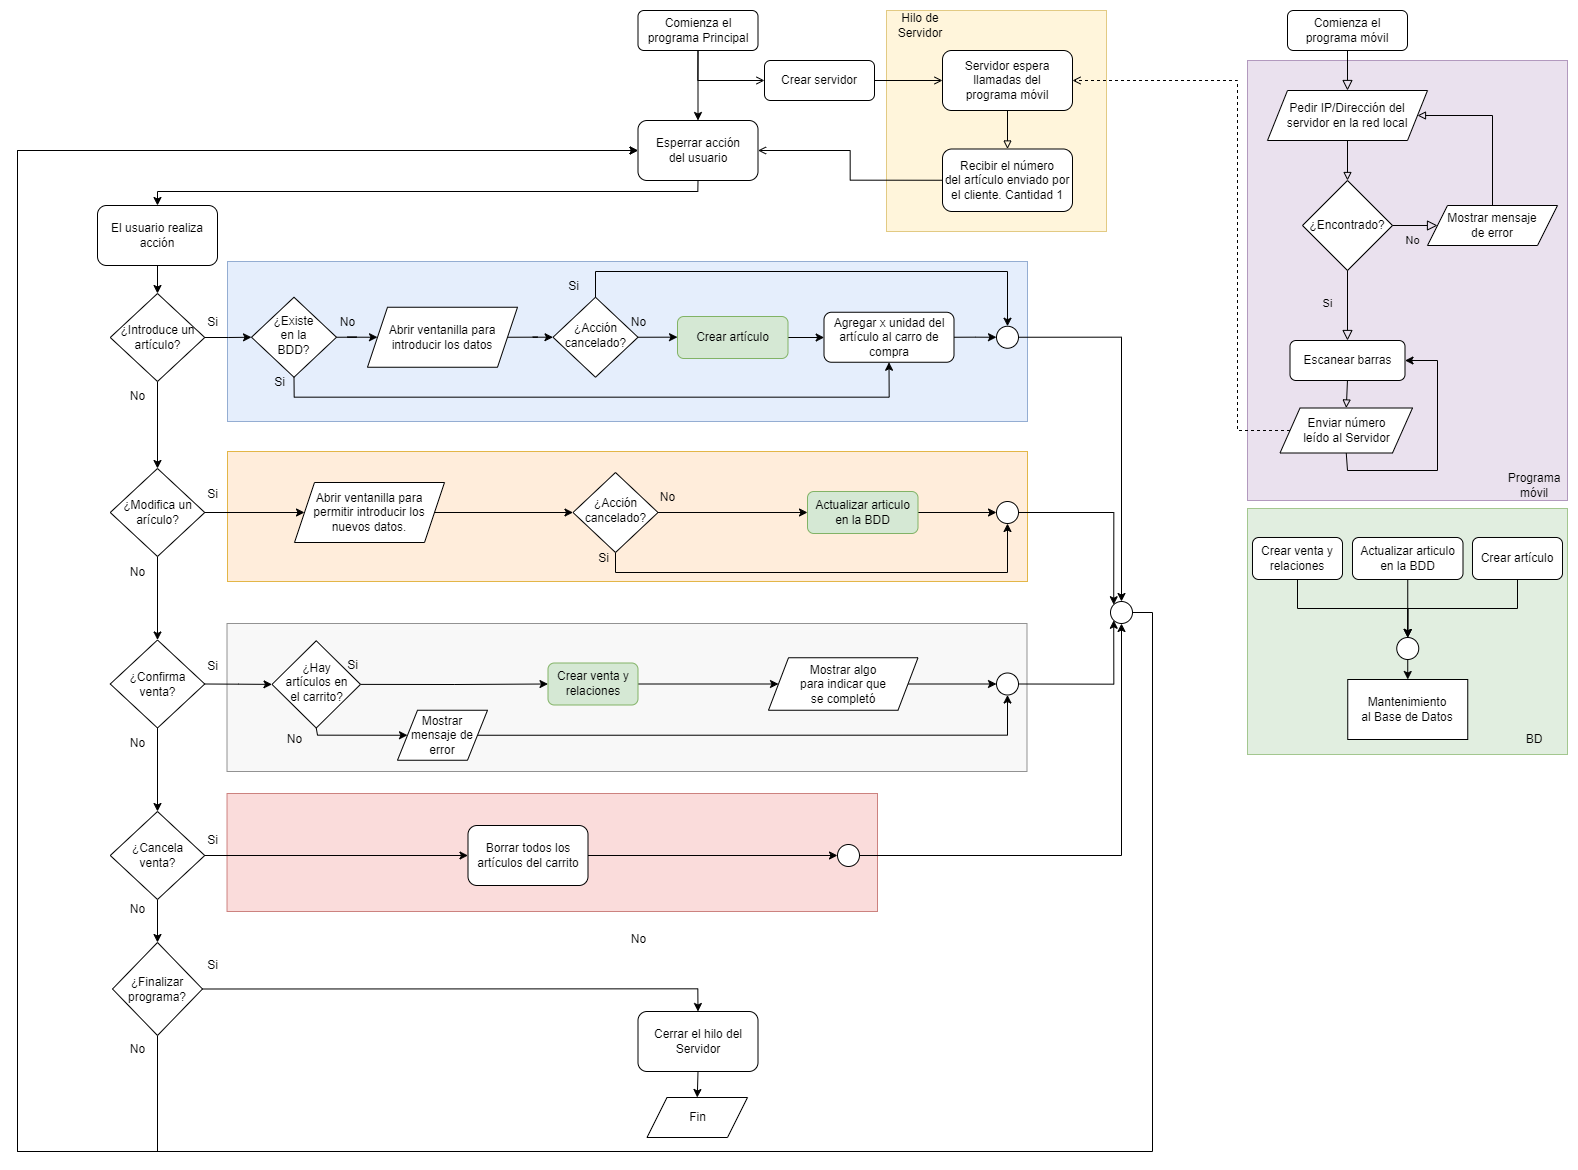 Comienza el
programa Principal
Hilo de
Servidor
Comienza el
programa móvil
Crear servidor
Servidor espera
llamadas del
programa móvil
Pedir IP/Dirección del
servidor en la red local
Esperrar acción
del usuario
Recibir el número
del artículo enviado por
el cliente. Cantidad 1
¿Encontrado?
No
Mostrar mensaje
de error
Si
Escanear barras
Enviar número
leído al Servidor
Programa
móvil
El usuario realiza
acción
¿Introduce un
artículo?
Si
No
¿Existe
en la
BDD?
No
Si
Abrir ventanilla para
introducir los datos
Si
¿Acción
cancelado?
No
Crear artículo
Agregar x unidad del
artículo al carro de
compra
¿Modifica un
arículo?
Si
No
Abrir ventanilla para
permitir introducir los
nuevos datos.
¿Acción
cancelado?
No
Si
Actualizar articulo
en la BDD
Crear venta y
relaciones
Actualizar articulo
en la BDD
Crear artículo
Mantenimiento
al Base de Datos
BD
¿Confirma
venta?
Si
No
¿Hay
artículos en
el carrito?
Si
No
Crear venta y
relaciones
Mostrar algo
para indicar que
se completó
Mostrar
mensaje de
error
¿Cancela
venta?
Si
No
Borrar todos los
artículos del carrito
No
¿Finalizar
programa?
Si
No
Cerrar el hilo del
Servidor
Fin